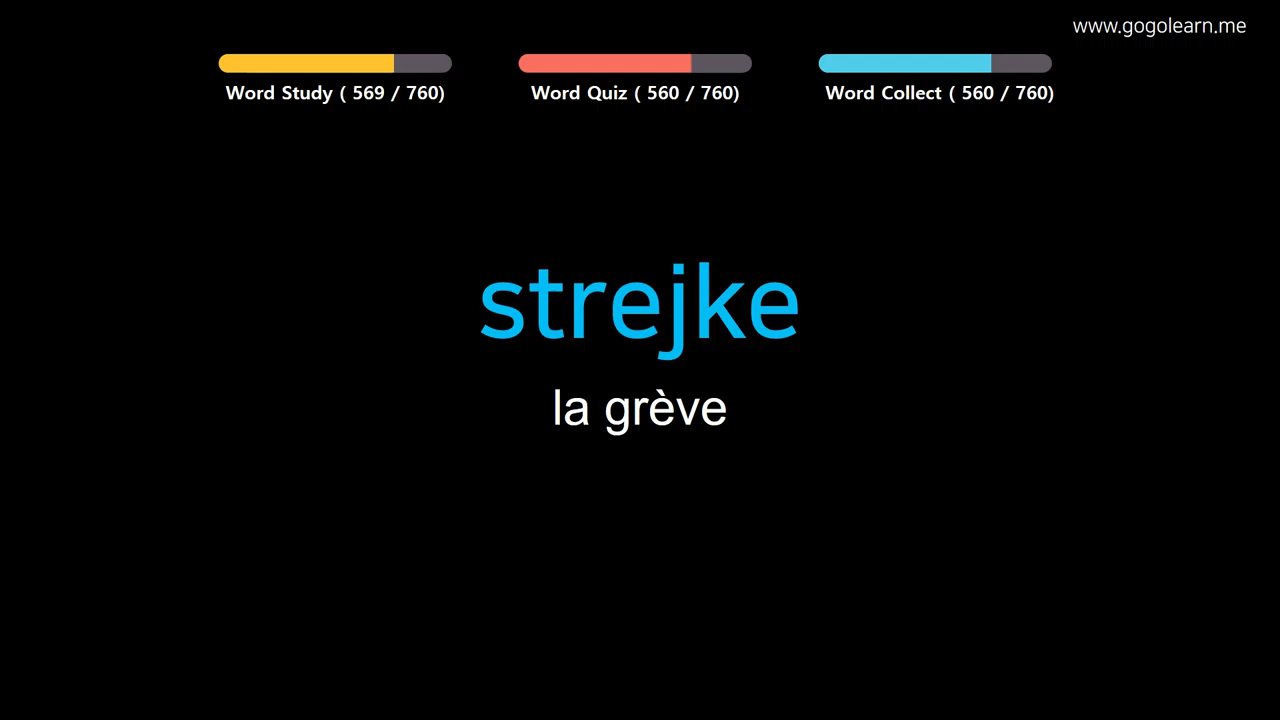 www.gogolearn.me
Word Study ( 569 / 760)
Word Quiz ( 560 / 760)
Word Collect ( 560 / 760)
strejke
la grève